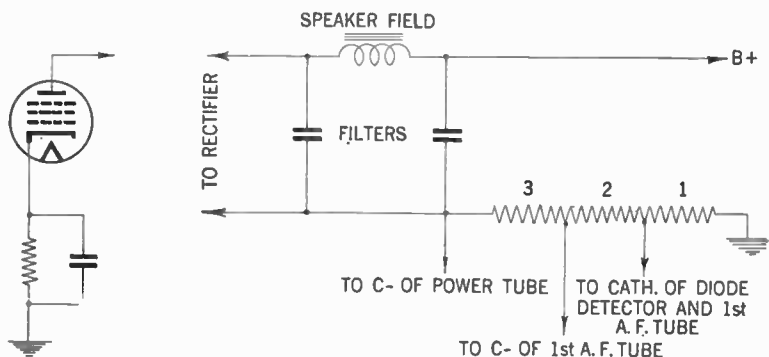 SPEAKER FIELD
B+
TO RECTIFIER
FILTERS
3 2 1
TO C- OF POWER TUBE
TO CATH. OF DIODE
DETECTOR AND 1st
A.F. TUBE
TO C- OF 1st A.F. TUBE